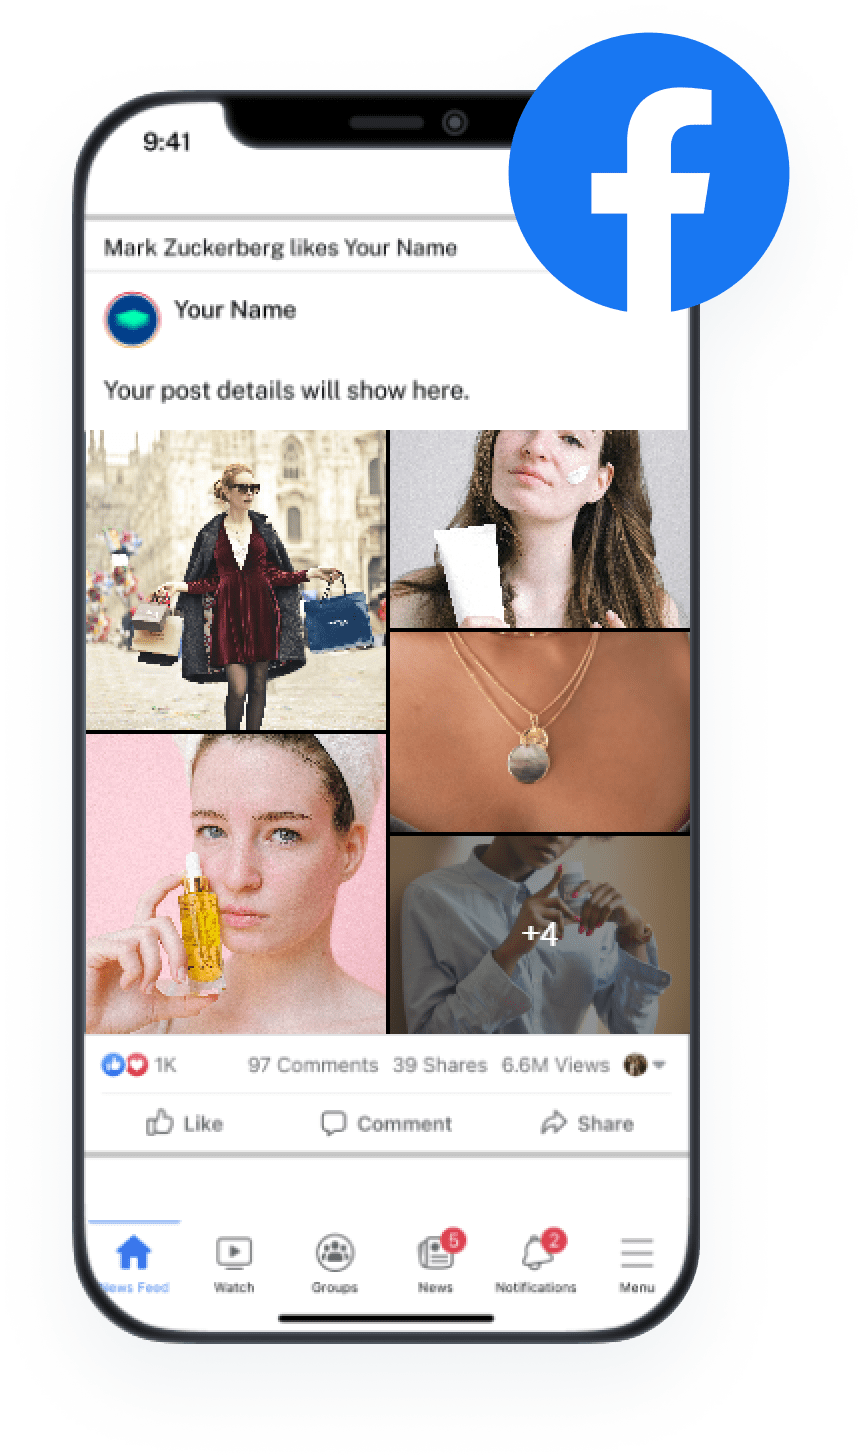 9:41
Mark Zuckerberg likes Your Name
Your Name
Your post details will show here.
+4
1K 97 Comments 39 Shares 6.6M Views
Like Comment Share
5 2
News Feed Watch Groups News Notifications Menu